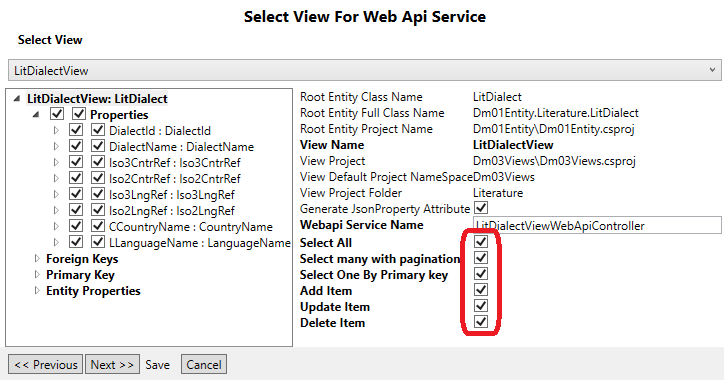 Select View For Web Api Service
Select View
LitDialectView
LitDialectView: LitDialect
Properties
DialectId : DialectId
DialectName : DialectName
Iso3CntrRef : Iso3CntrRef
Iso2CntrRef : Iso2CntrRef
Iso3LngRef : Iso3LngRef
Iso2LngRef : Iso2LngRef
CCountryName : CountryName
LLanguageName : LanguageName
Foreign Keys
Primary Key
Entity Properties
Root Entity Class Name LitDialect
Root Entity Full Class Name Dm01Entity.Literature.LitDialect
Root Entity Project Name Dm01Entity\Dm01Entity.csproj
View Name LitDialectView
View Project Dm03Views\Dm03Views.csproj
View Default Project NameSpace Dm03Views
View Project Folder Literature
Generate JsonProperty Attribute
Webapi Service Name LitDialectViewWebApiController
Select All
Select many with pagination
Select One By Primary key
Add Item
Update Item
Delete Item
<< Previous Next >> Save Cancel